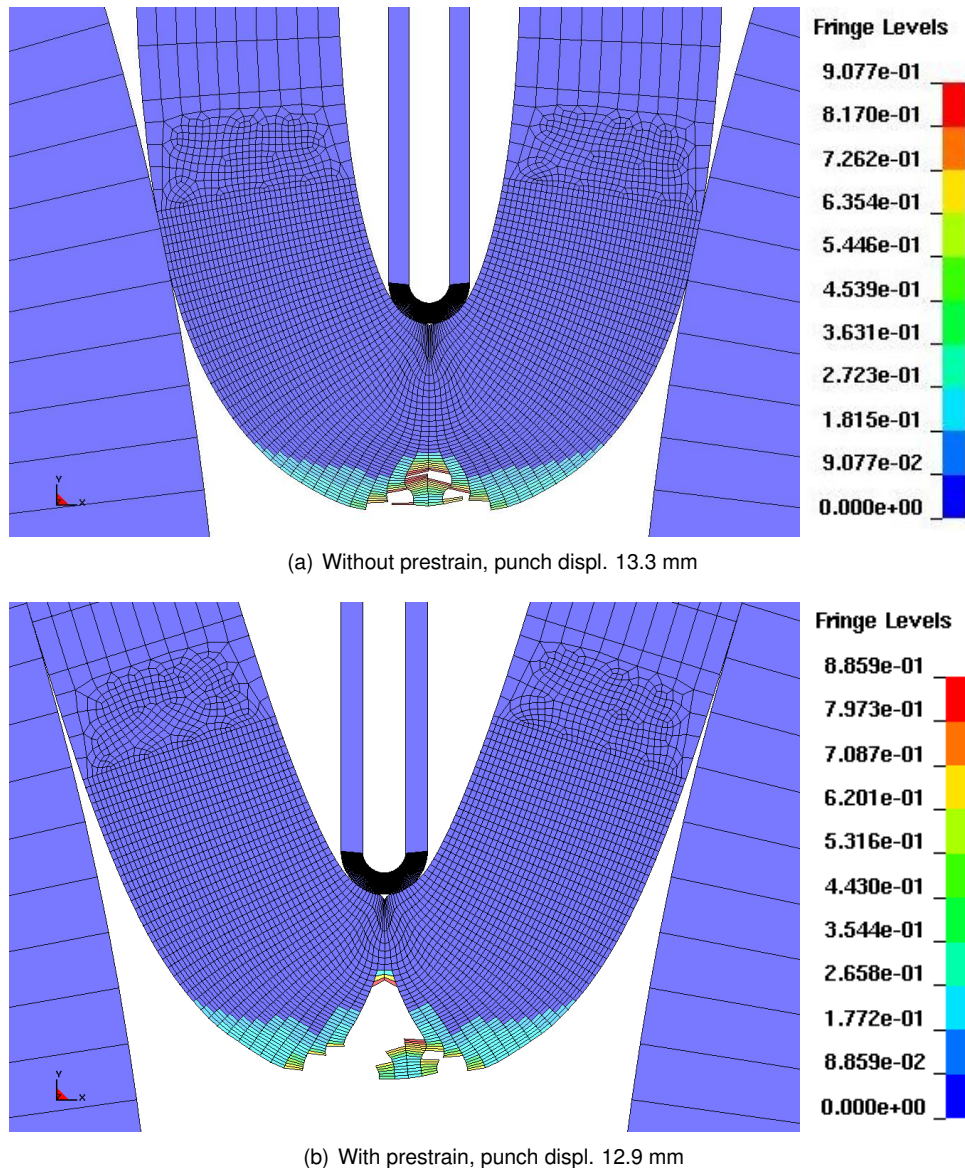 Fringe Levels
9.077e-01
8.170e-01
7.262e-01
6.354e-01
5.446e-01
4.539e-01
3.631e-01
2.723e-01
1.815e-01
9.077e-02
0.000e+00
Y
Z X
(a) Without prestrain, punch displ. 13.3 mm
Fringe Levels
8.859e-01
7.973e-01
7.087e-01
6.201e-01
5.316e-01
4.430e-01
3.544e-01
2.658e-01
1.772e-01
8.859e-02
0.000e+00
Y
Z X
(b) With prestrain, punch displ. 12.9 mm